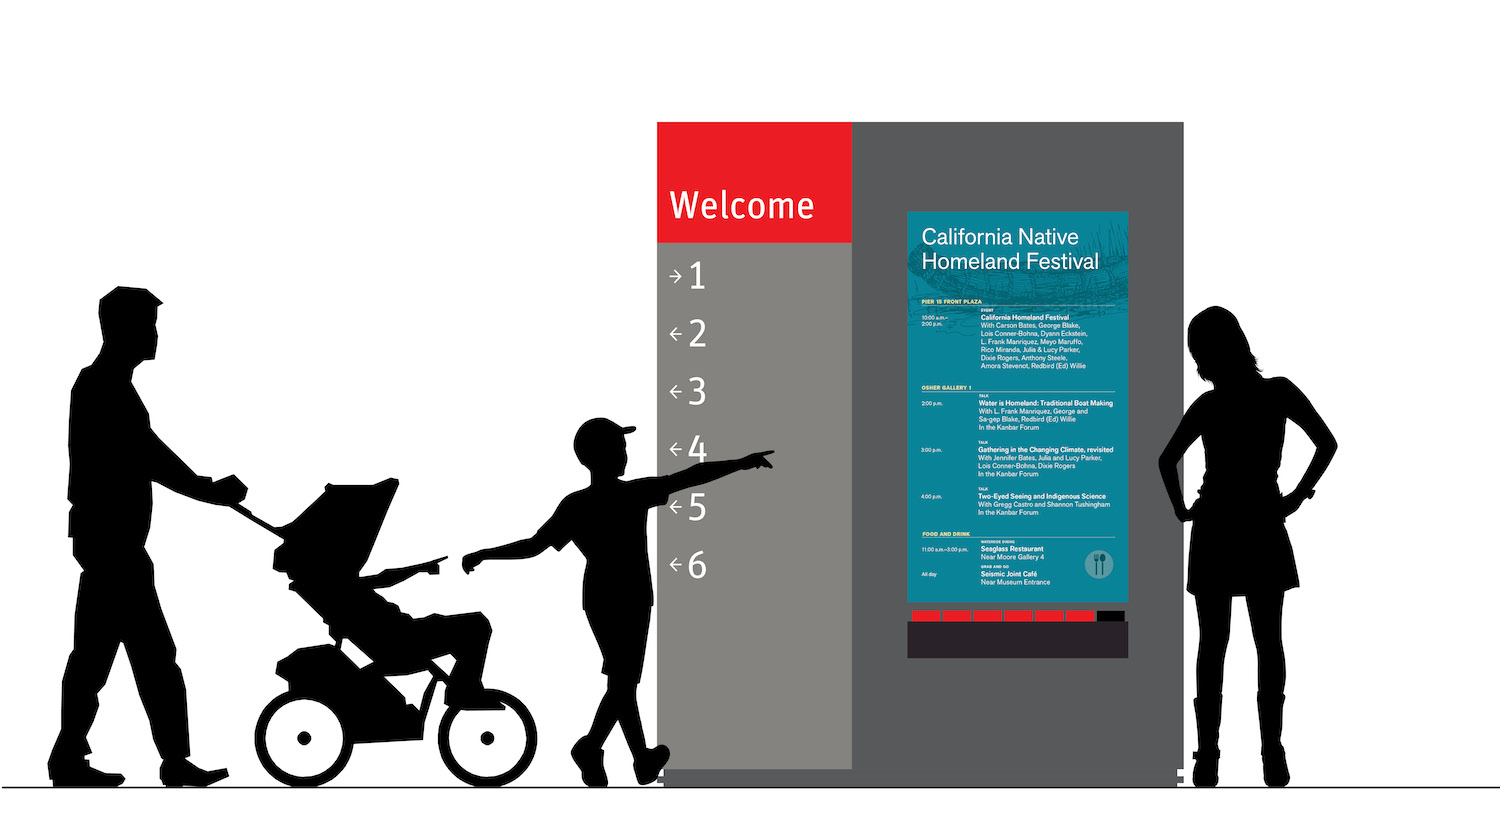 Welcome
→ 1
← 2
← 3
← 4
← 5
← 6
California Native
Homeland Festival
PIER 15 FRONT PLAZA
10:00 a.m.–
2:00 p.m.
EVENT
California Homeland Festival
With Carson Bates, George Blake,
Lois Conner-Bohna, Dyann Eckstein,
L. Frank Manriquez, Meyo Maruffo,
Rico Miranda, Julia & Lucy Parker,
Dixie Rogers, Anthony Steele,
Amora Stevenot, Redbird (Ed) Willie
OSHER GALLERY 1
2:00 p.m.
TALK
Water is Homeland: Traditional Boat Making
With L. Frank Manriquez, George and
Sa-gep Blake, Redbird (Ed) Willie
In the Kanbar Forum
3:00 p.m.
TALK
Gathering in the Changing Climate, revisited
With Jennifer Bates, Julia and Lucy Parker,
Lois Conner-Bohna, Dixie Rogers
In the Kanbar Forum
4:00 p.m.
TALK
Two-Eyed Seeing and Indigenous Science
With Gregg Castro and Shannon Tushingham
In the Kanbar Forum
FOOD AND DRINK
11:00 a.m.–3:00 p.m.
WATERSIDE DINING
Seaglass Restaurant
Near Moore Gallery 4
All day
GRAB AND GO
Seismic Joint Café
Near Museum Entrance